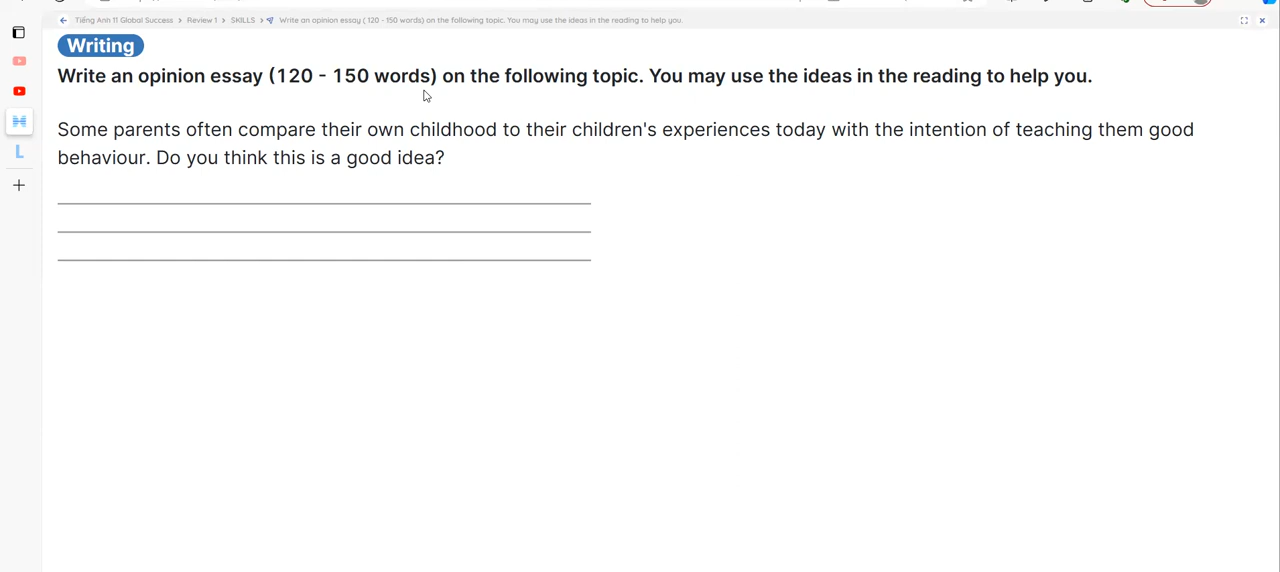 Tiếng Anh 11 Global Success > Review 1 > SKILLS > Write an opinion essay ( 120 - 150 words) on the following topic. You may use the ideas in the reading to help you.
Writing
Write an opinion essay (120 - 150 words) on the following topic. You may use the ideas in the reading to help you.
Some parents often compare their own childhood to their children's experiences today with the intention of teaching them good
behaviour. Do you think this is a good idea?